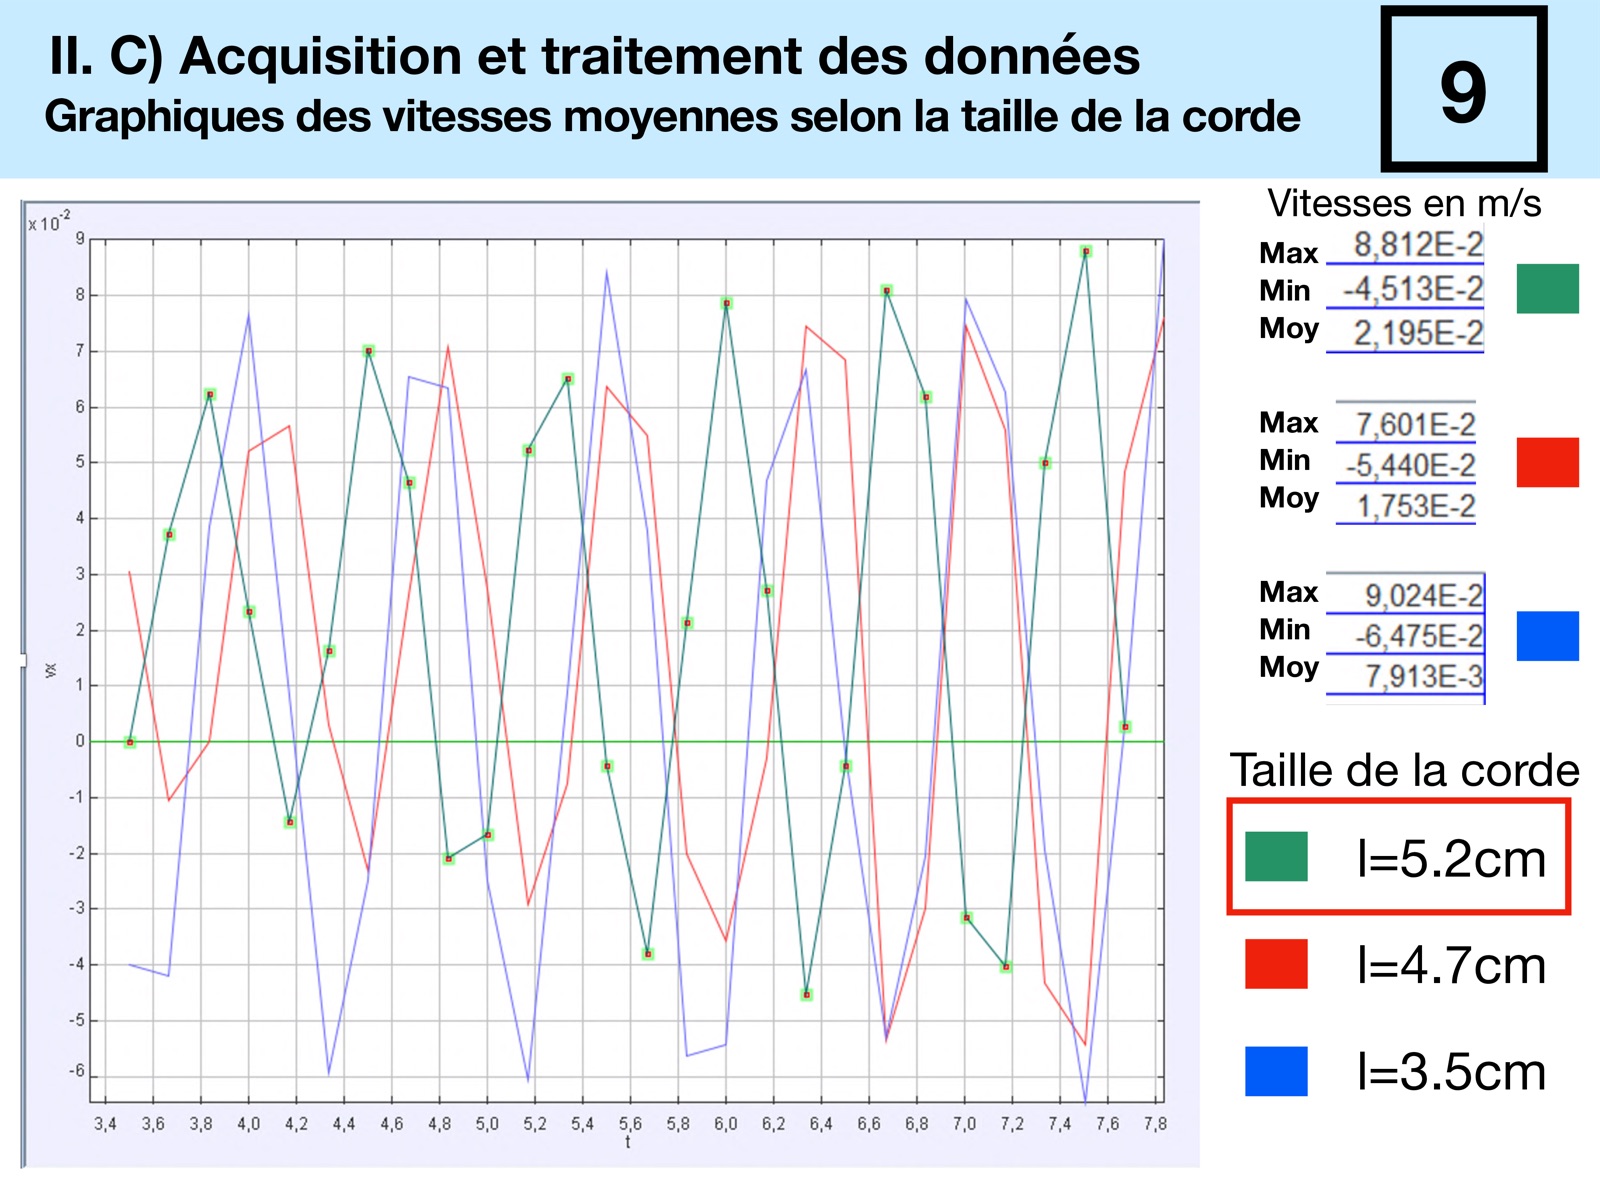 II. C) Acquisition et traitement des données
Graphiques des vitesses moyennes selon la taille de la corde
9
x10-2
9
8
7
6
5
4
3
2
1
0
-1
-2
-3
-4
-5
-6
vx
3,4 3,6 3,8 4,0 4,2 4,4 4,6 4,8 5,0 5,2 5,4 5,6 5,8 6,0 6,2 6,4 6,6 6,8 7,0 7,2 7,4 7,6 7,8
t
Vitesses en m/s
Max 8,812E-2
Min -4,513E-2
Moy 2,195E-2
Max 7,601E-2
Min -5,440E-2
Moy 1,753E-2
Max 9,024E-2
Min -6,475E-2
Moy 7,913E-3
Taille de la corde
l=5.2cm
l=4.7cm
l=3.5cm